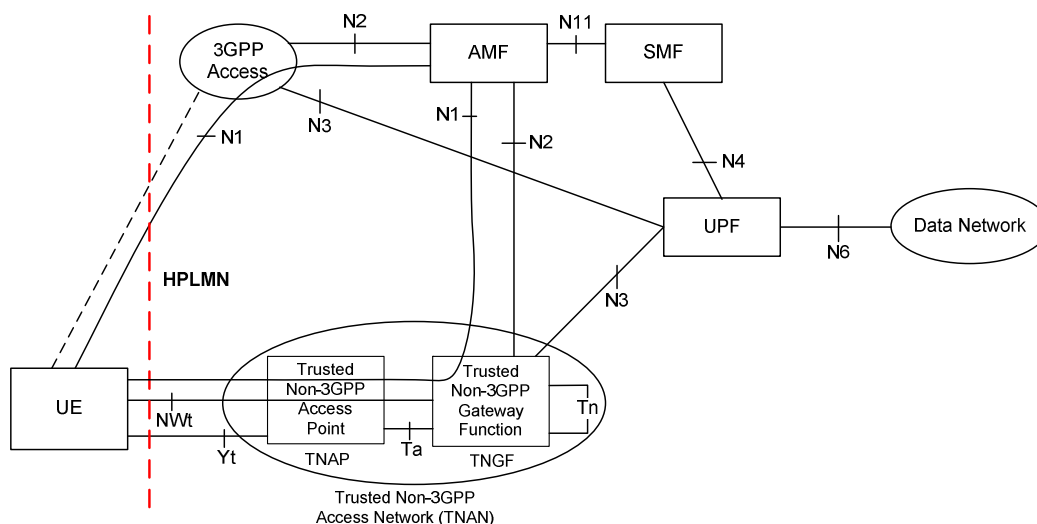 N2
3GPP
Access
AMF
N11
SMF
N1
N3
N1
N2
N4
UPF
N6
Data Network
HPLMN
N3
UE
NWt
Yt
Trusted
Non-3GPP
Access
Point
TNAP
Ta
Trusted
Non-3GPP
Gateway
Function
TNGF
Tn
Trusted Non-3GPP
Access Network (TNAN)